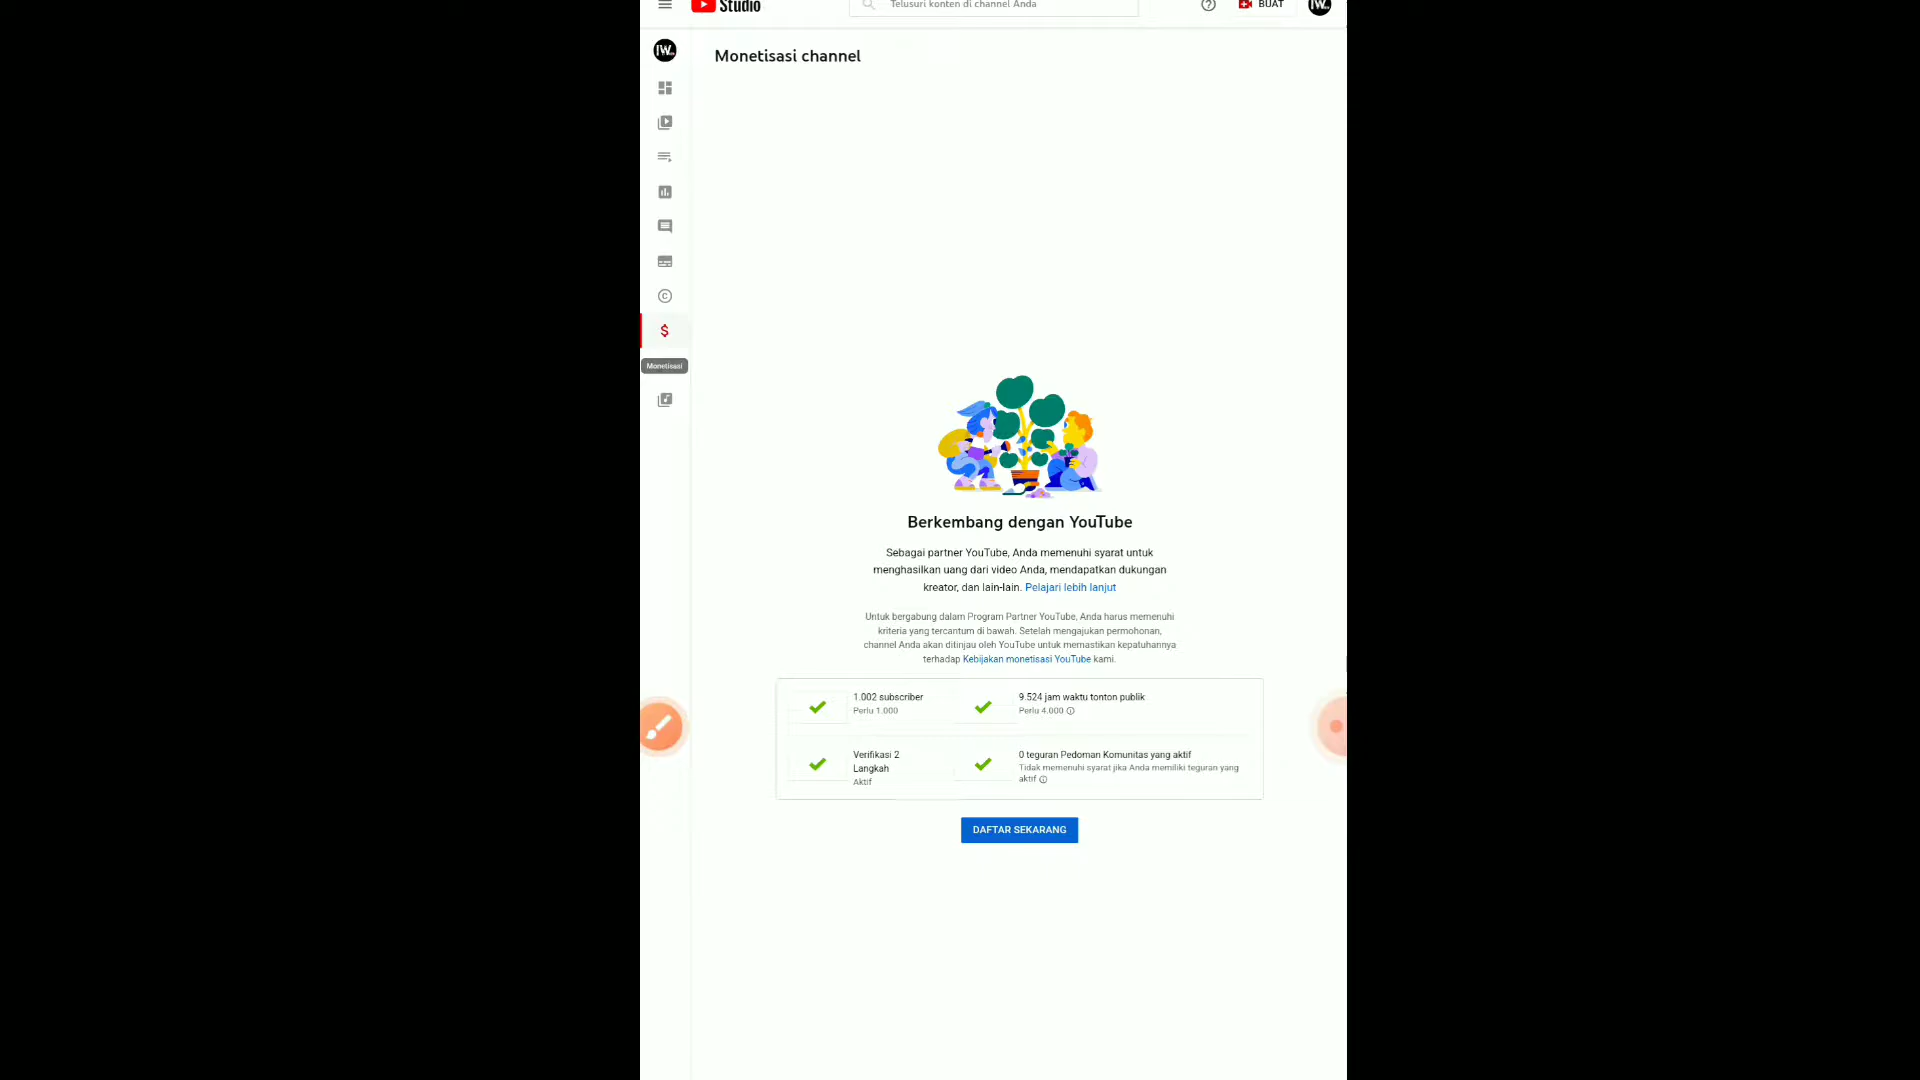 Studio
Telusuri konten di channel Anda
BUAT
IW
IW
Monetisasi channel
Monetisasi
Berkembang dengan YouTube
Sebagai partner YouTube, Anda memenuhi syarat untuk
menghasilkan uang dari video Anda, mendapatkan dukungan
kreator, dan lain-lain. Pelajari lebih lanjut
Untuk bergabung dalam Program Partner YouTube, Anda harus memenuhi
kriteria yang tercantum di bawah. Setelah mengajukan permohonan,
channel Anda akan ditinjau oleh YouTube untuk memastikan kepatuhannya
terhadap Kebijakan monetisasi YouTube kami.
1.002 subscriber
Perlu 1.000
9.524 jam waktu tonton publik
Perlu 4.000
Verifikasi 2
Langkah
Aktif
0 teguran Pedoman Komunitas yang aktif
Tidak memenuhi syarat jika Anda memiliki teguran yang
aktif
DAFTAR SEKARANG